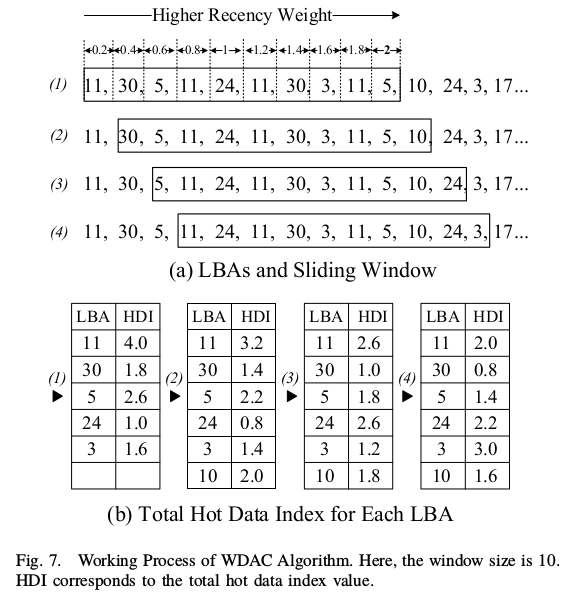 Higher Recency Weight
0.2 0.4 0.6 0.8 1 1.2 1.4 1.6 1.8 2
(1) 11, 30, 5, 11, 24, 11, 30, 3, 11, 5, 10, 24, 3, 17...
(2) 11, 30, 5, 11, 24, 11, 30, 3, 11, 5, 10, 24, 3, 17...
(3) 11, 30, 5, 11, 24, 11, 30, 3, 11, 5, 10, 24, 3, 17...
(4) 11, 30, 5, 11, 24, 11, 30, 3, 11, 5, 10, 24, 3, 17...
(a) LBAs and Sliding Window
(1)
LBA HDI
11 4.0
30 1.8
5 2.6
24 1.0
3 1.6
(2)
LBA HDI
11 3.2
30 1.4
5 2.2
24 0.8
3 1.4
10 2.0
(3)
LBA HDI
11 2.6
30 1.0
5 1.8
24 2.6
3 1.2
10 1.8
(4)
LBA HDI
11 2.0
30 0.8
5 1.4
24 2.2
3 3.0
10 1.6
(b) Total Hot Data Index for Each LBA
Fig. 7. Working Process of WDAC Algorithm. Here, the window size is 10.
HDI corresponds to the total hot data index value.